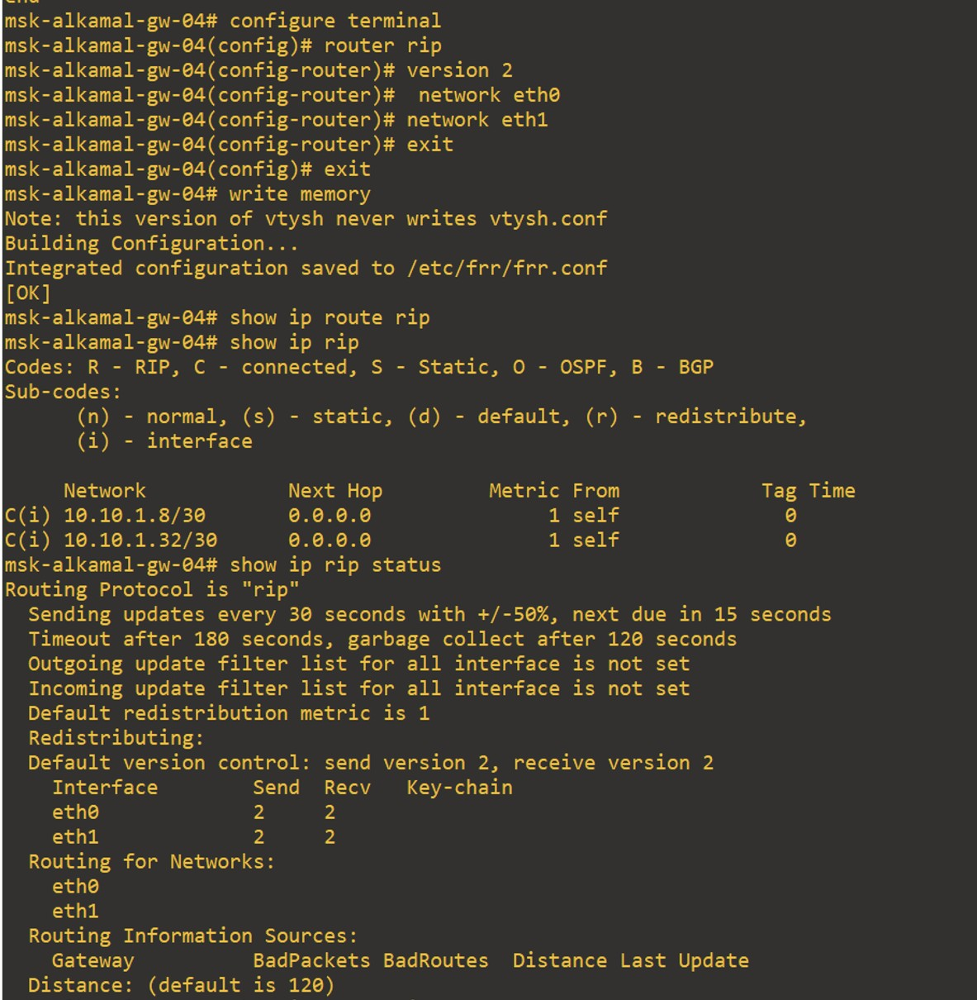 end
msk-alkamal-gw-04# configure terminal
msk-alkamal-gw-04(config)# router rip
msk-alkamal-gw-04(config-router)# version 2
msk-alkamal-gw-04(config-router)#  network eth0
msk-alkamal-gw-04(config-router)# network eth1
msk-alkamal-gw-04(config-router)# exit
msk-alkamal-gw-04(config)# exit
msk-alkamal-gw-04# write memory
Note: this version of vtysh never writes vtysh.conf
Building Configuration...
Integrated configuration saved to /etc/frr/frr.conf
[OK]
msk-alkamal-gw-04# show ip route rip
msk-alkamal-gw-04# show ip rip
Codes: R - RIP, C - connected, S - Static, O - OSPF, B - BGP
Sub-codes:
      (n) - normal, (s) - static, (d) - default, (r) - redistribute,
      (i) - interface

     Network            Next Hop         Metric From            Tag Time
C(i) 10.10.1.8/30       0.0.0.0               1 self              0
C(i) 10.10.1.32/30      0.0.0.0               1 self              0
msk-alkamal-gw-04# show ip rip status
Routing Protocol is "rip"
  Sending updates every 30 seconds with +/-50%, next due in 15 seconds
  Timeout after 180 seconds, garbage collect after 120 seconds
  Outgoing update filter list for all interface is not set
  Incoming update filter list for all interface is not set
  Default redistribution metric is 1
  Redistributing:
  Default version control: send version 2, receive version 2
    Interface        Send  Recv   Key-chain
    eth0             2     2
    eth1             2     2
  Routing for Networks:
    eth0
    eth1
  Routing Information Sources:
    Gateway          BadPackets BadRoutes  Distance Last Update
  Distance: (default is 120)